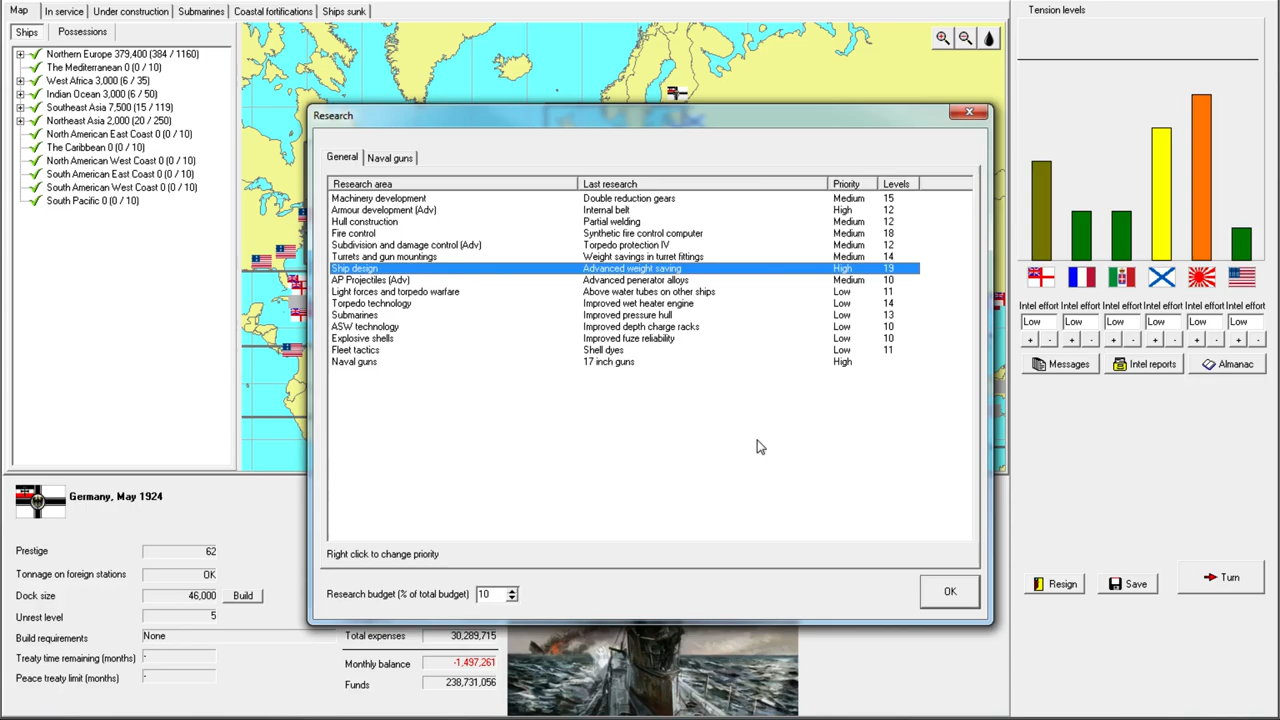 Map In service Under construction Submarines Coastal fortifications Ships sunk
Ships Possessions
Northern Europe 379,400 (384 / 1160)
The Mediterranean 0 (0 / 10)
West Africa 3,000 (6 / 35)
Indian Ocean 3,000 (6 / 50)
Southeast Asia 7,500 (15 / 119)
Northeast Asia 2,000 (20 / 250)
North American East Coast 0 (0 / 10)
The Caribbean 0 (0 / 10)
North American West Coast 0 (0 / 10)
South American East Coast 0 (0 / 10)
South American West Coast 0 (0 / 10)
South Pacific 0 (0 / 10)
Research
General Naval guns
Research area Last research Priority Levels
Machinery development Double reduction gears Medium 15
Armour development (Adv) Internal belt High 12
Hull construction Partial welding Medium 12
Fire control Synthetic fire control computer Medium 18
Subdivision and damage control (Adv) Torpedo protection IV Medium 12
Turrets and gun mountings Weight savings in turret fittings Medium 14
Ship design Advanced weight saving High 19
AP Projectiles (Adv) Advanced penerator alloys Medium 10
Light forces and torpedo warfare Above water tubes on other ships Low 11
Torpedo technology Improved wet heater engine Low 14
Submarines Improved pressure hull Low 13
ASW technology Improved depth charge racks Low 10
Explosive shells Improved fuze reliability Low 10
Fleet tactics Shell dyes Low 11
Naval guns 17 inch guns High
Right click to change priority
Research budget (% of total budget) 10
OK
Tension levels
Intel effort Intel effort Intel effort Intel effort Intel effort Intel effort
Low Low Low Low Low Low
+ - + - + - + - + - + -
Messages Intel reports Almanac
Resign Save Turn
Germany, May 1924
Prestige 62
Tonnage on foreign stations OK
Dock size 46,000 Build
Unrest level 5
Build requirements None
Treaty time remaining (months) -
Peace treaty limit (months) -
Total expenses 30,289,715
Monthly balance -1,497,261
Funds 238,731,056